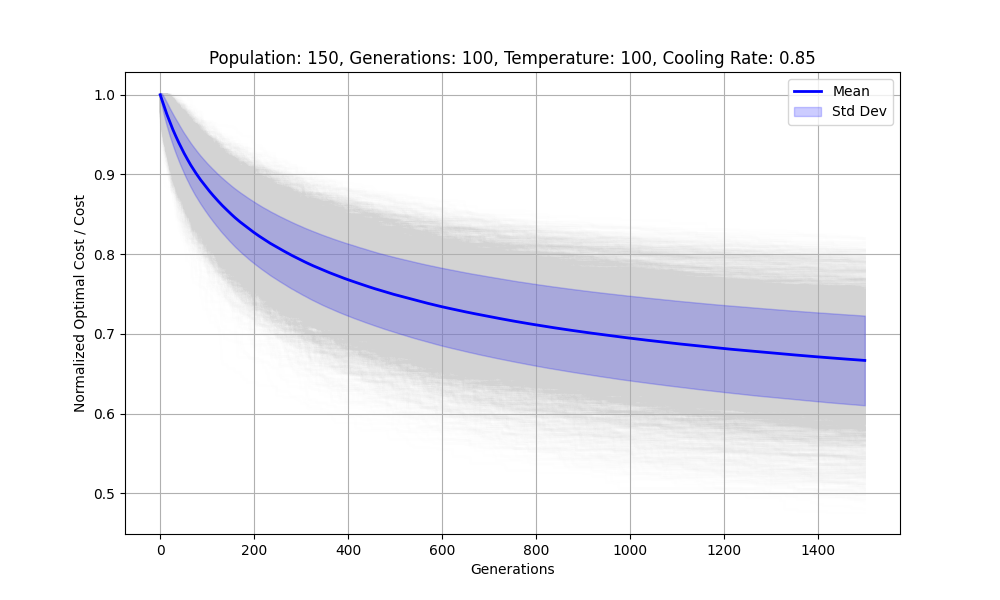 Population: 150, Generations: 100, Temperature: 100, Cooling Rate: 0.85
Mean
Std Dev
Normalized Optimal Cost / Cost
1.0
0.9
0.8
0.7
0.6
0.5
0 200 400 600 800 1000 1200 1400
Generations